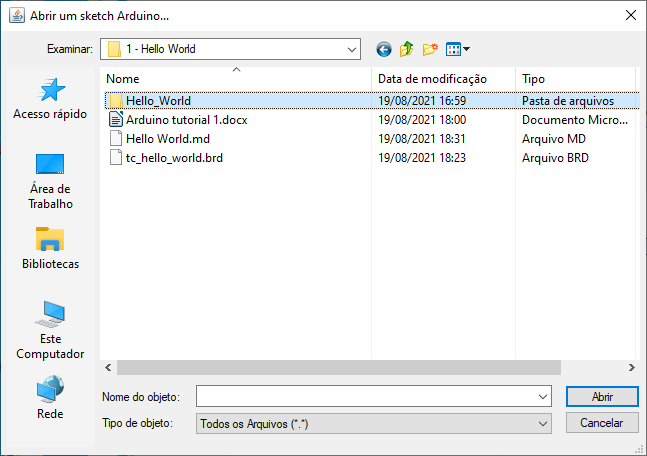 Abrir um sketch Arduino...
Examinar: 1 - Hello World
Nome Data de modificação Tipo
Hello_World 19/08/2021 16:59 Pasta de arquivos
Arduino tutorial 1.docx 19/08/2021 18:00 Documento Micro...
Hello World.md 19/08/2021 18:31 Arquivo MD
tc_hello_world.brd 19/08/2021 18:23 Arquivo BRD
Acesso rápido
Área de
Trabalho
Bibliotecas
Este
Computador
Rede
Nome do objeto: Abrir
Tipo de objeto: Todos os Arquivos (*.*) Cancelar